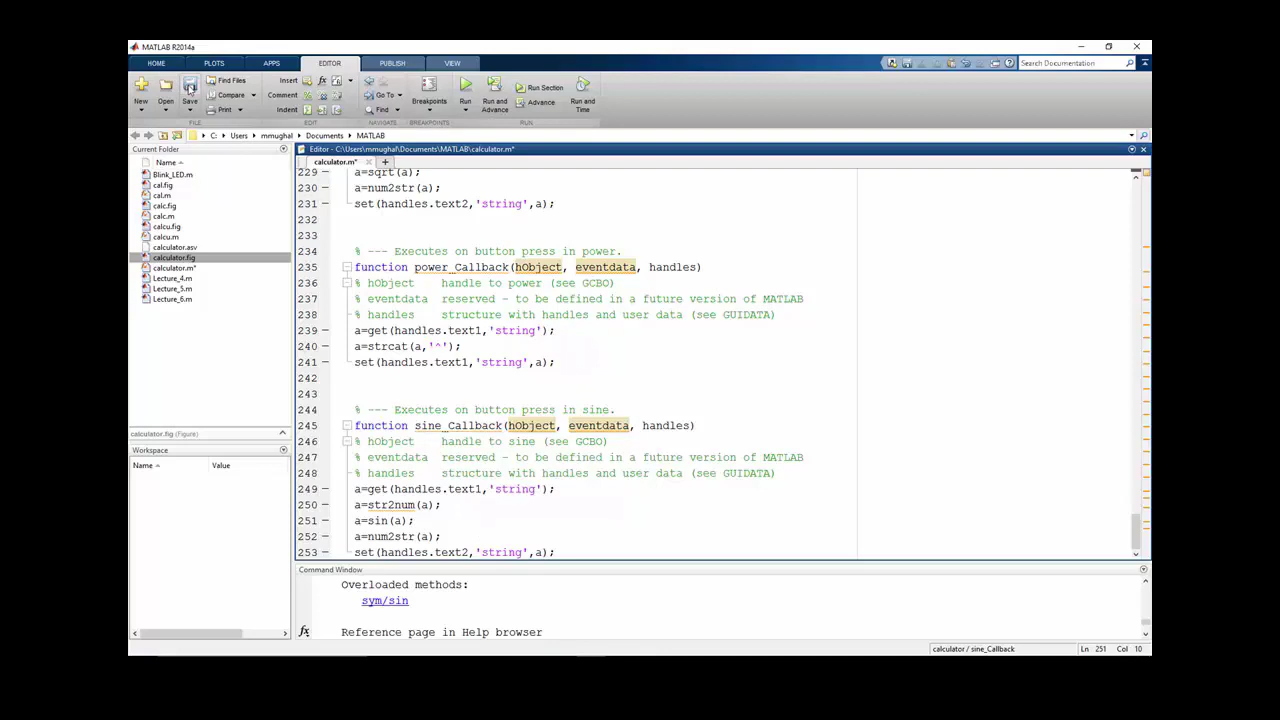 MATLAB R2014a
HOME PLOTS APPS EDITOR PUBLISH VIEW Search Documentation
New Open Save Find Files Compare Print
Insert fx Comment Indent
Go To Find
Breakpoints Run Run and Advance Run Section Advance Run and Time
FILE EDIT NAVIGATE BREAKPOINTS RUN
C: Users mmughal Documents MATLAB
Current Folder
Name
Blink_LED.m
cal.fig
cal.m
calc.fig
calc.m
calcu.fig
calcu.m
calculator.asv
calculator.fig
calculator.m*
Lecture_4.m
Lecture_5.m
Lecture_6.m
calculator.fig (Figure)
Workspace
Name Value
Editor - C:\Users\mmughal\Documents\MATLAB\calculator.m*
calculator.m* +
229 - a=sqrt(a);
230 - a=num2str(a);
231 - set(handles.text2,'string',a);
232
233
234 % --- Executes on button press in power.
235 function power_Callback(hObject, eventdata, handles)
236 % hObject    handle to power (see GCBO)
237 % eventdata  reserved - to be defined in a future version of MATLAB
238 % handles    structure with handles and user data (see GUIDATA)
239 - a=get(handles.text1,'string');
240 - a=strcat(a,'^');
241 - set(handles.text1,'string',a);
242
243
244 % --- Executes on button press in sine.
245 function sine_Callback(hObject, eventdata, handles)
246 % hObject    handle to sine (see GCBO)
247 % eventdata  reserved - to be defined in a future version of MATLAB
248 % handles    structure with handles and user data (see GUIDATA)
249 - a=get(handles.text1,'string');
250 - a=str2num(a);
251 - a=sin(a);
252 - a=num2str(a);
253 - set(handles.text2,'string',a);
Command Window
Overloaded methods:
sym/sin
fx Reference page in Help browser
calculator / sine_Callback Ln 251 Col 10